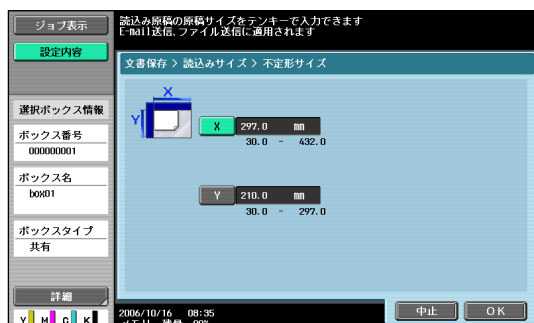 ジョブ表示
設定内容
読込み原稿の原稿サイズをテンキーで入力できます
E-mail送信、ファイル送信に適用されます
文書保存 > 読込みサイズ > 不定形サイズ
選択ボックス情報
ボックス番号
000000001
ボックス名
box01
ボックスタイプ
共有
詳細
Y M C K
X
Y
X 297.0 mm
30.0 - 432.0
Y 210.0 mm
30.0 - 297.0
2006/10/16 08:35
メモリ 残量 99%
中止
OK